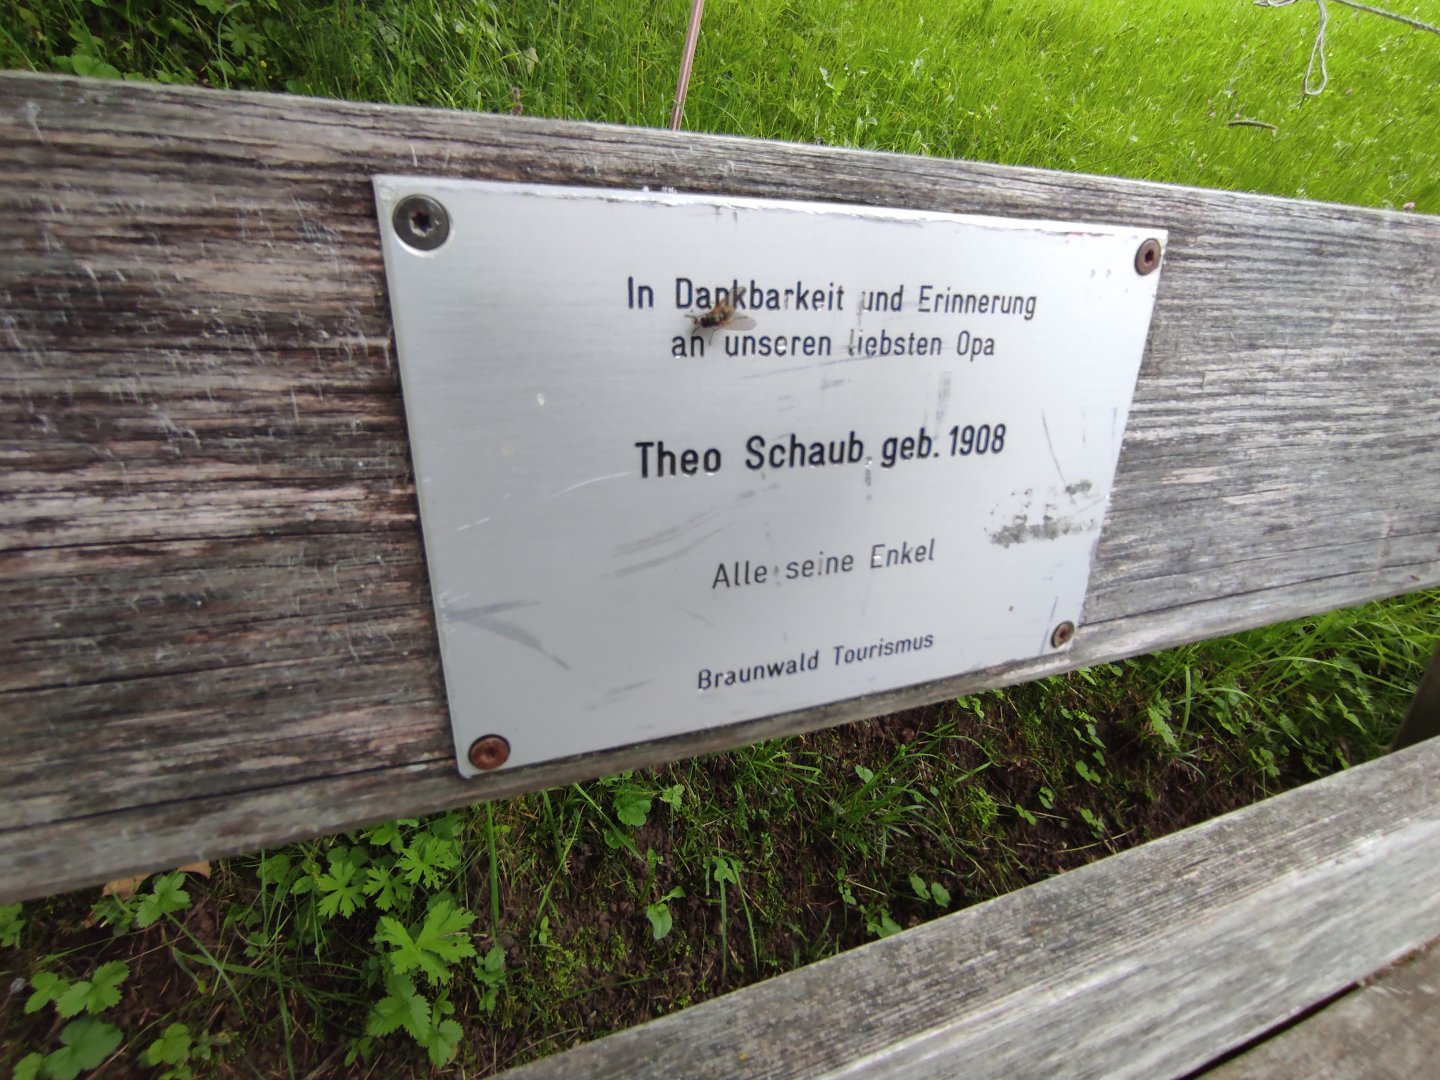 In Dankbarkeit und Erinnerung
an unseren liebsten Opa
Theo Schaub, geb. 1908
Alle seine Enkel
Braunwald Tourismus